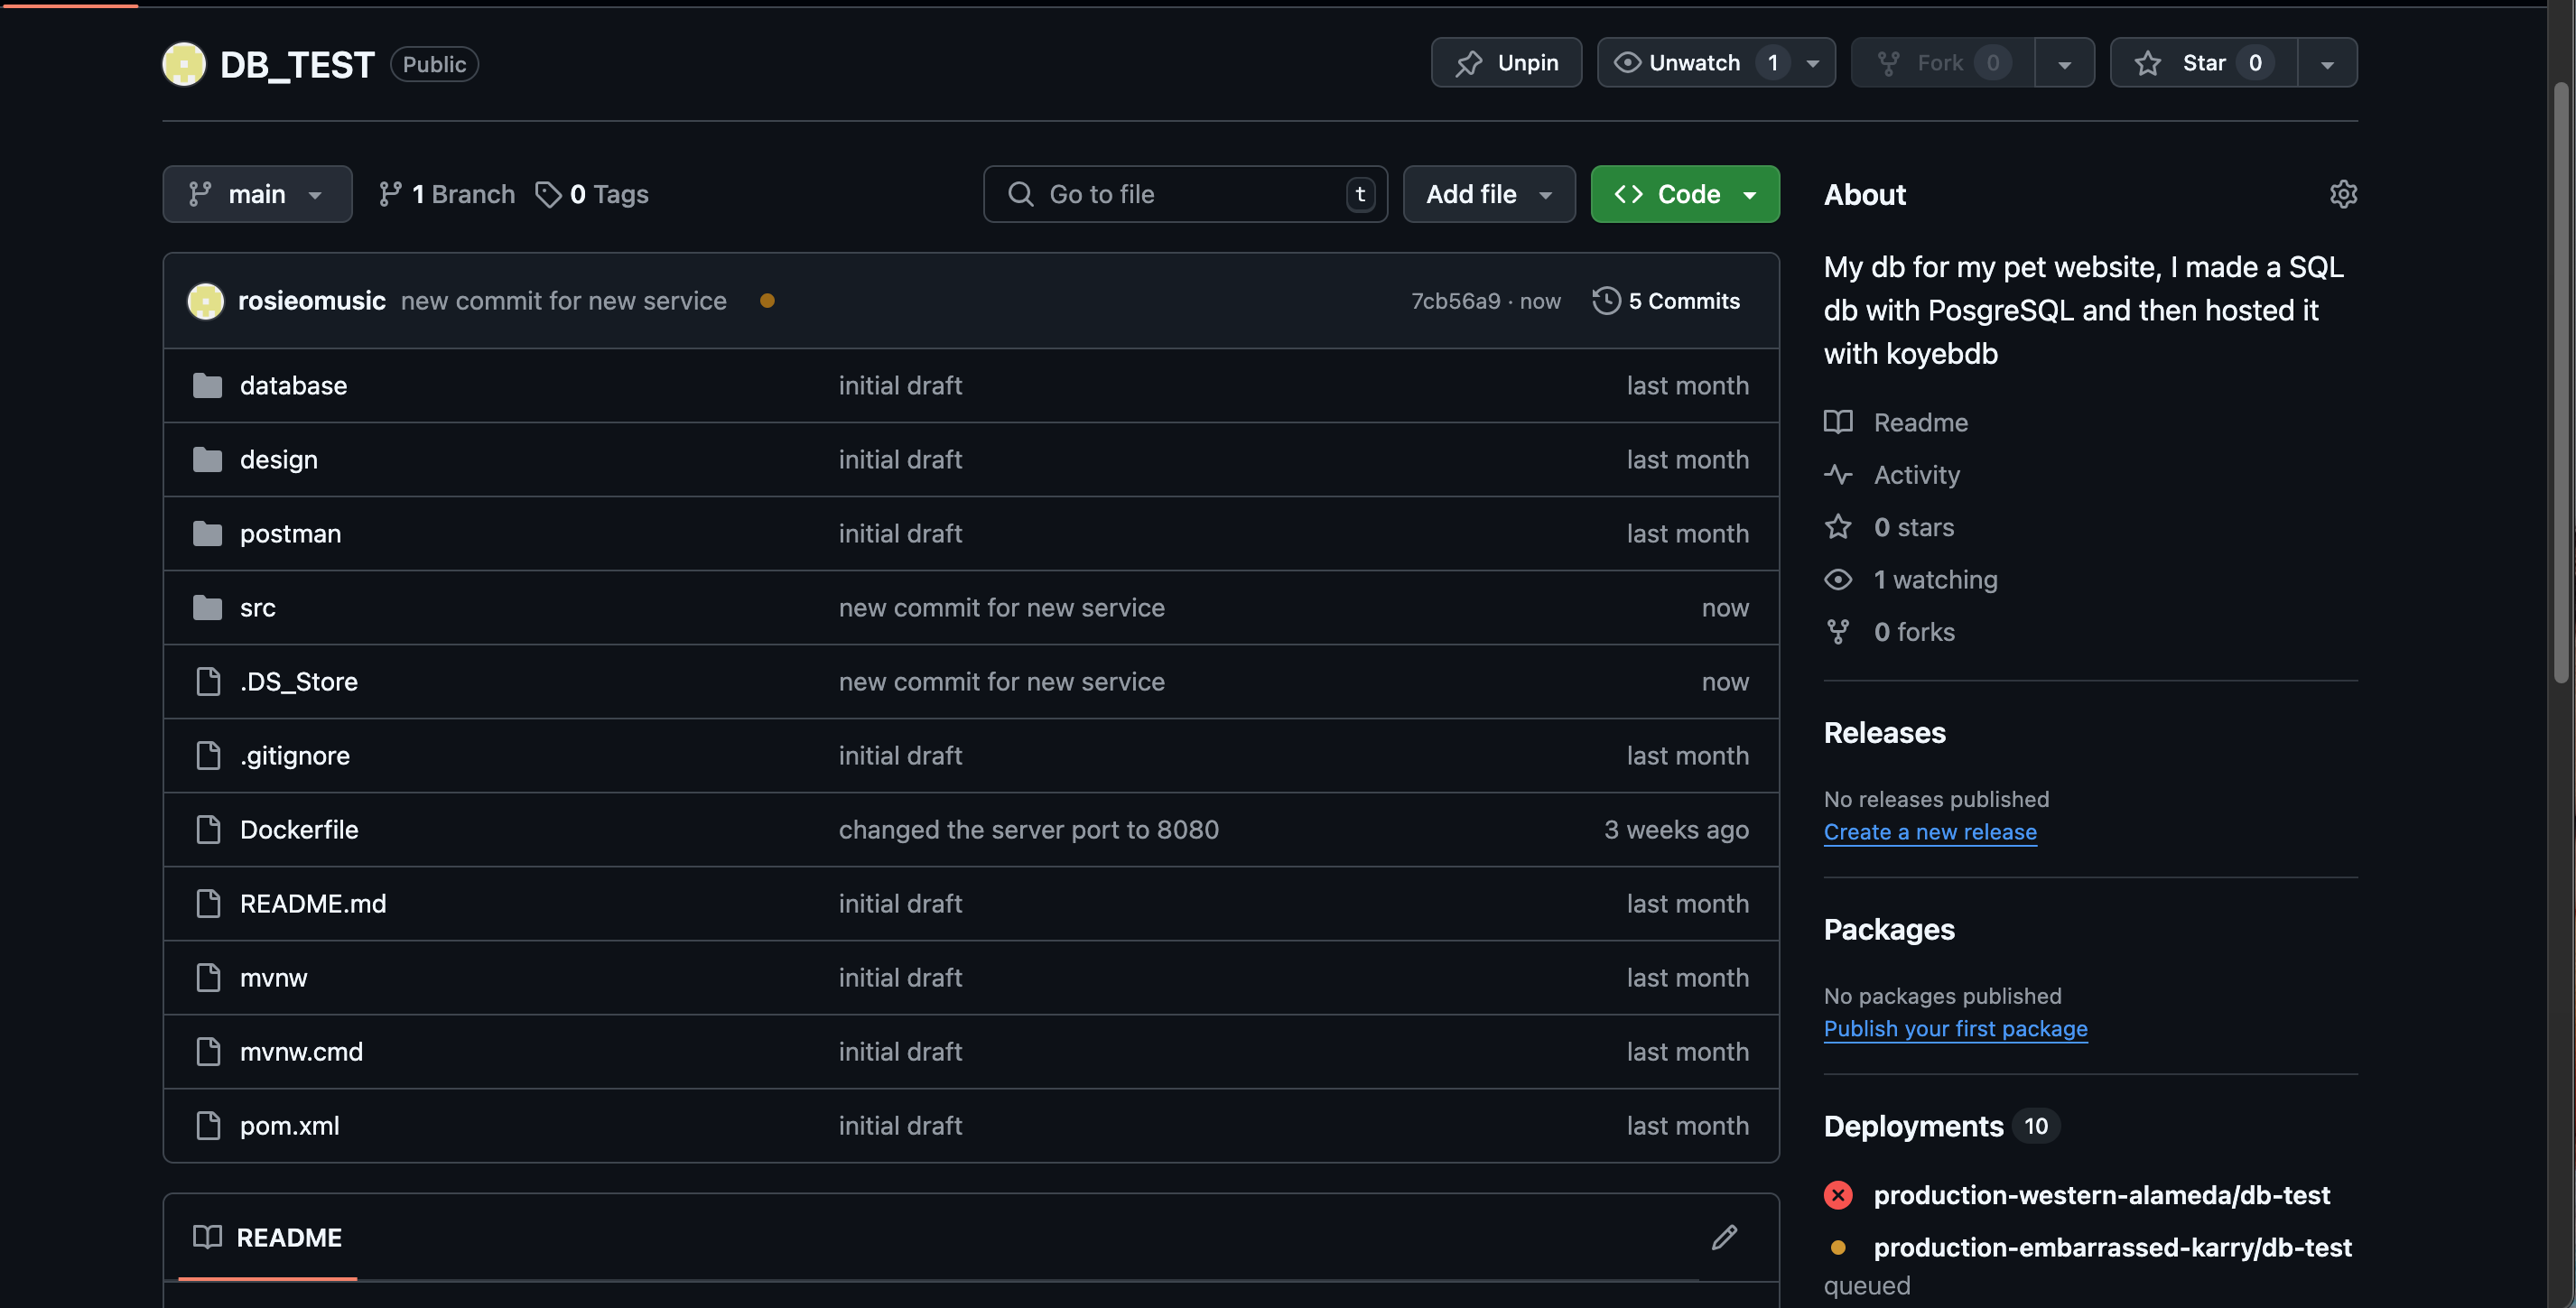 DB_TEST Public
Unpin
Unwatch 1
Fork 0
Star 0
main
1 Branch
0 Tags
Go to file t
Add file
Code
rosieomusic new commit for new service
7cb56a9 · now
5 Commits
database initial draft last month
design initial draft last month
postman initial draft last month
src new commit for new service now
.DS_Store new commit for new service now
.gitignore initial draft last month
Dockerfile changed the server port to 8080 3 weeks ago
README.md initial draft last month
mvnw initial draft last month
mvnw.cmd initial draft last month
pom.xml initial draft last month
README
About
My db for my pet website, I made a SQL
db with PosgreSQL and then hosted it
with koyebdb
Readme
Activity
0 stars
1 watching
0 forks
Releases
No releases published
Create a new release
Packages
No packages published
Publish your first package
Deployments 10
production-western-alameda/db-test
production-embarrassed-karry/db-test
queued